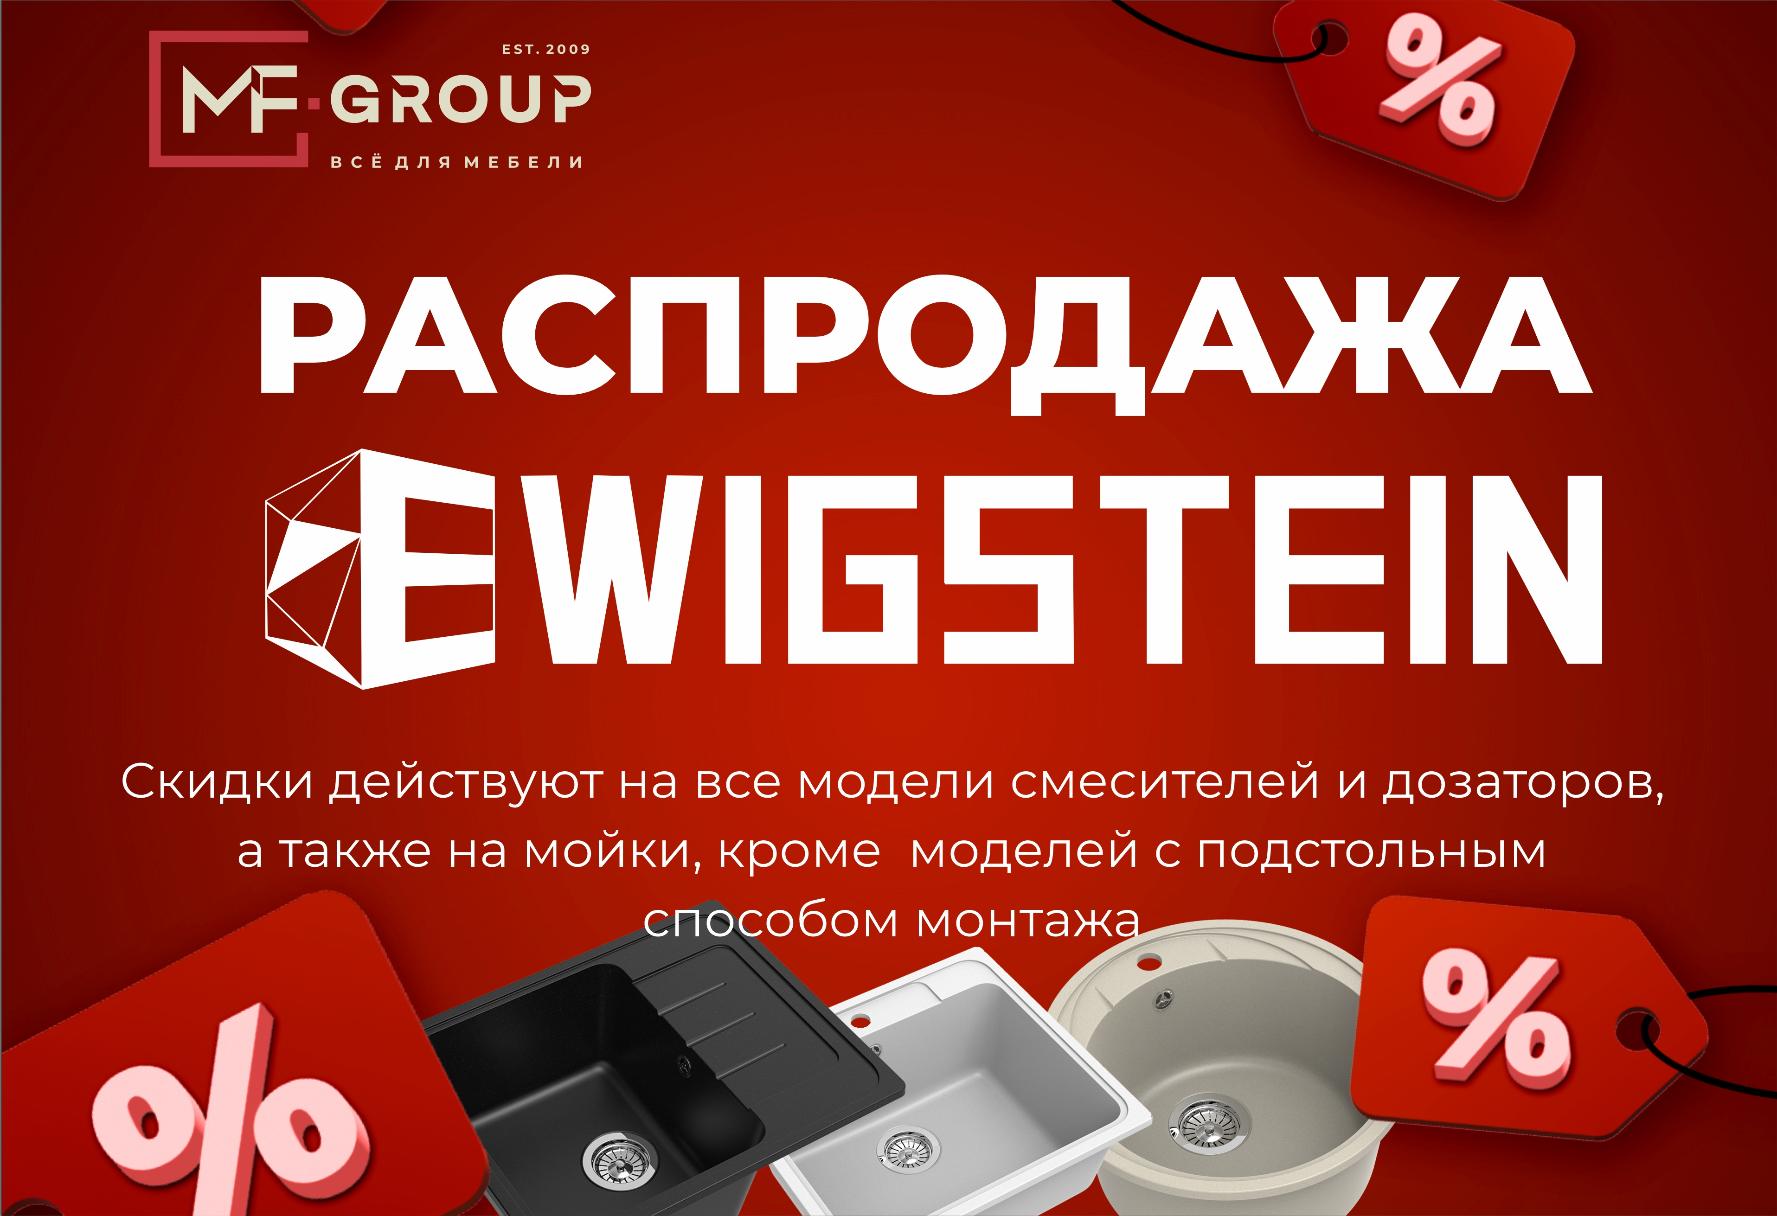 EST. 2009
MF·GROUP
ВСЁ ДЛЯ МЕБЕЛИ
%
РАСПРОДАЖА
EWIGSTEIN
Скидки действуют на все модели смесителей и дозаторов,
а также на мойки, кроме моделей с подстольным
способом монтажа
%
%